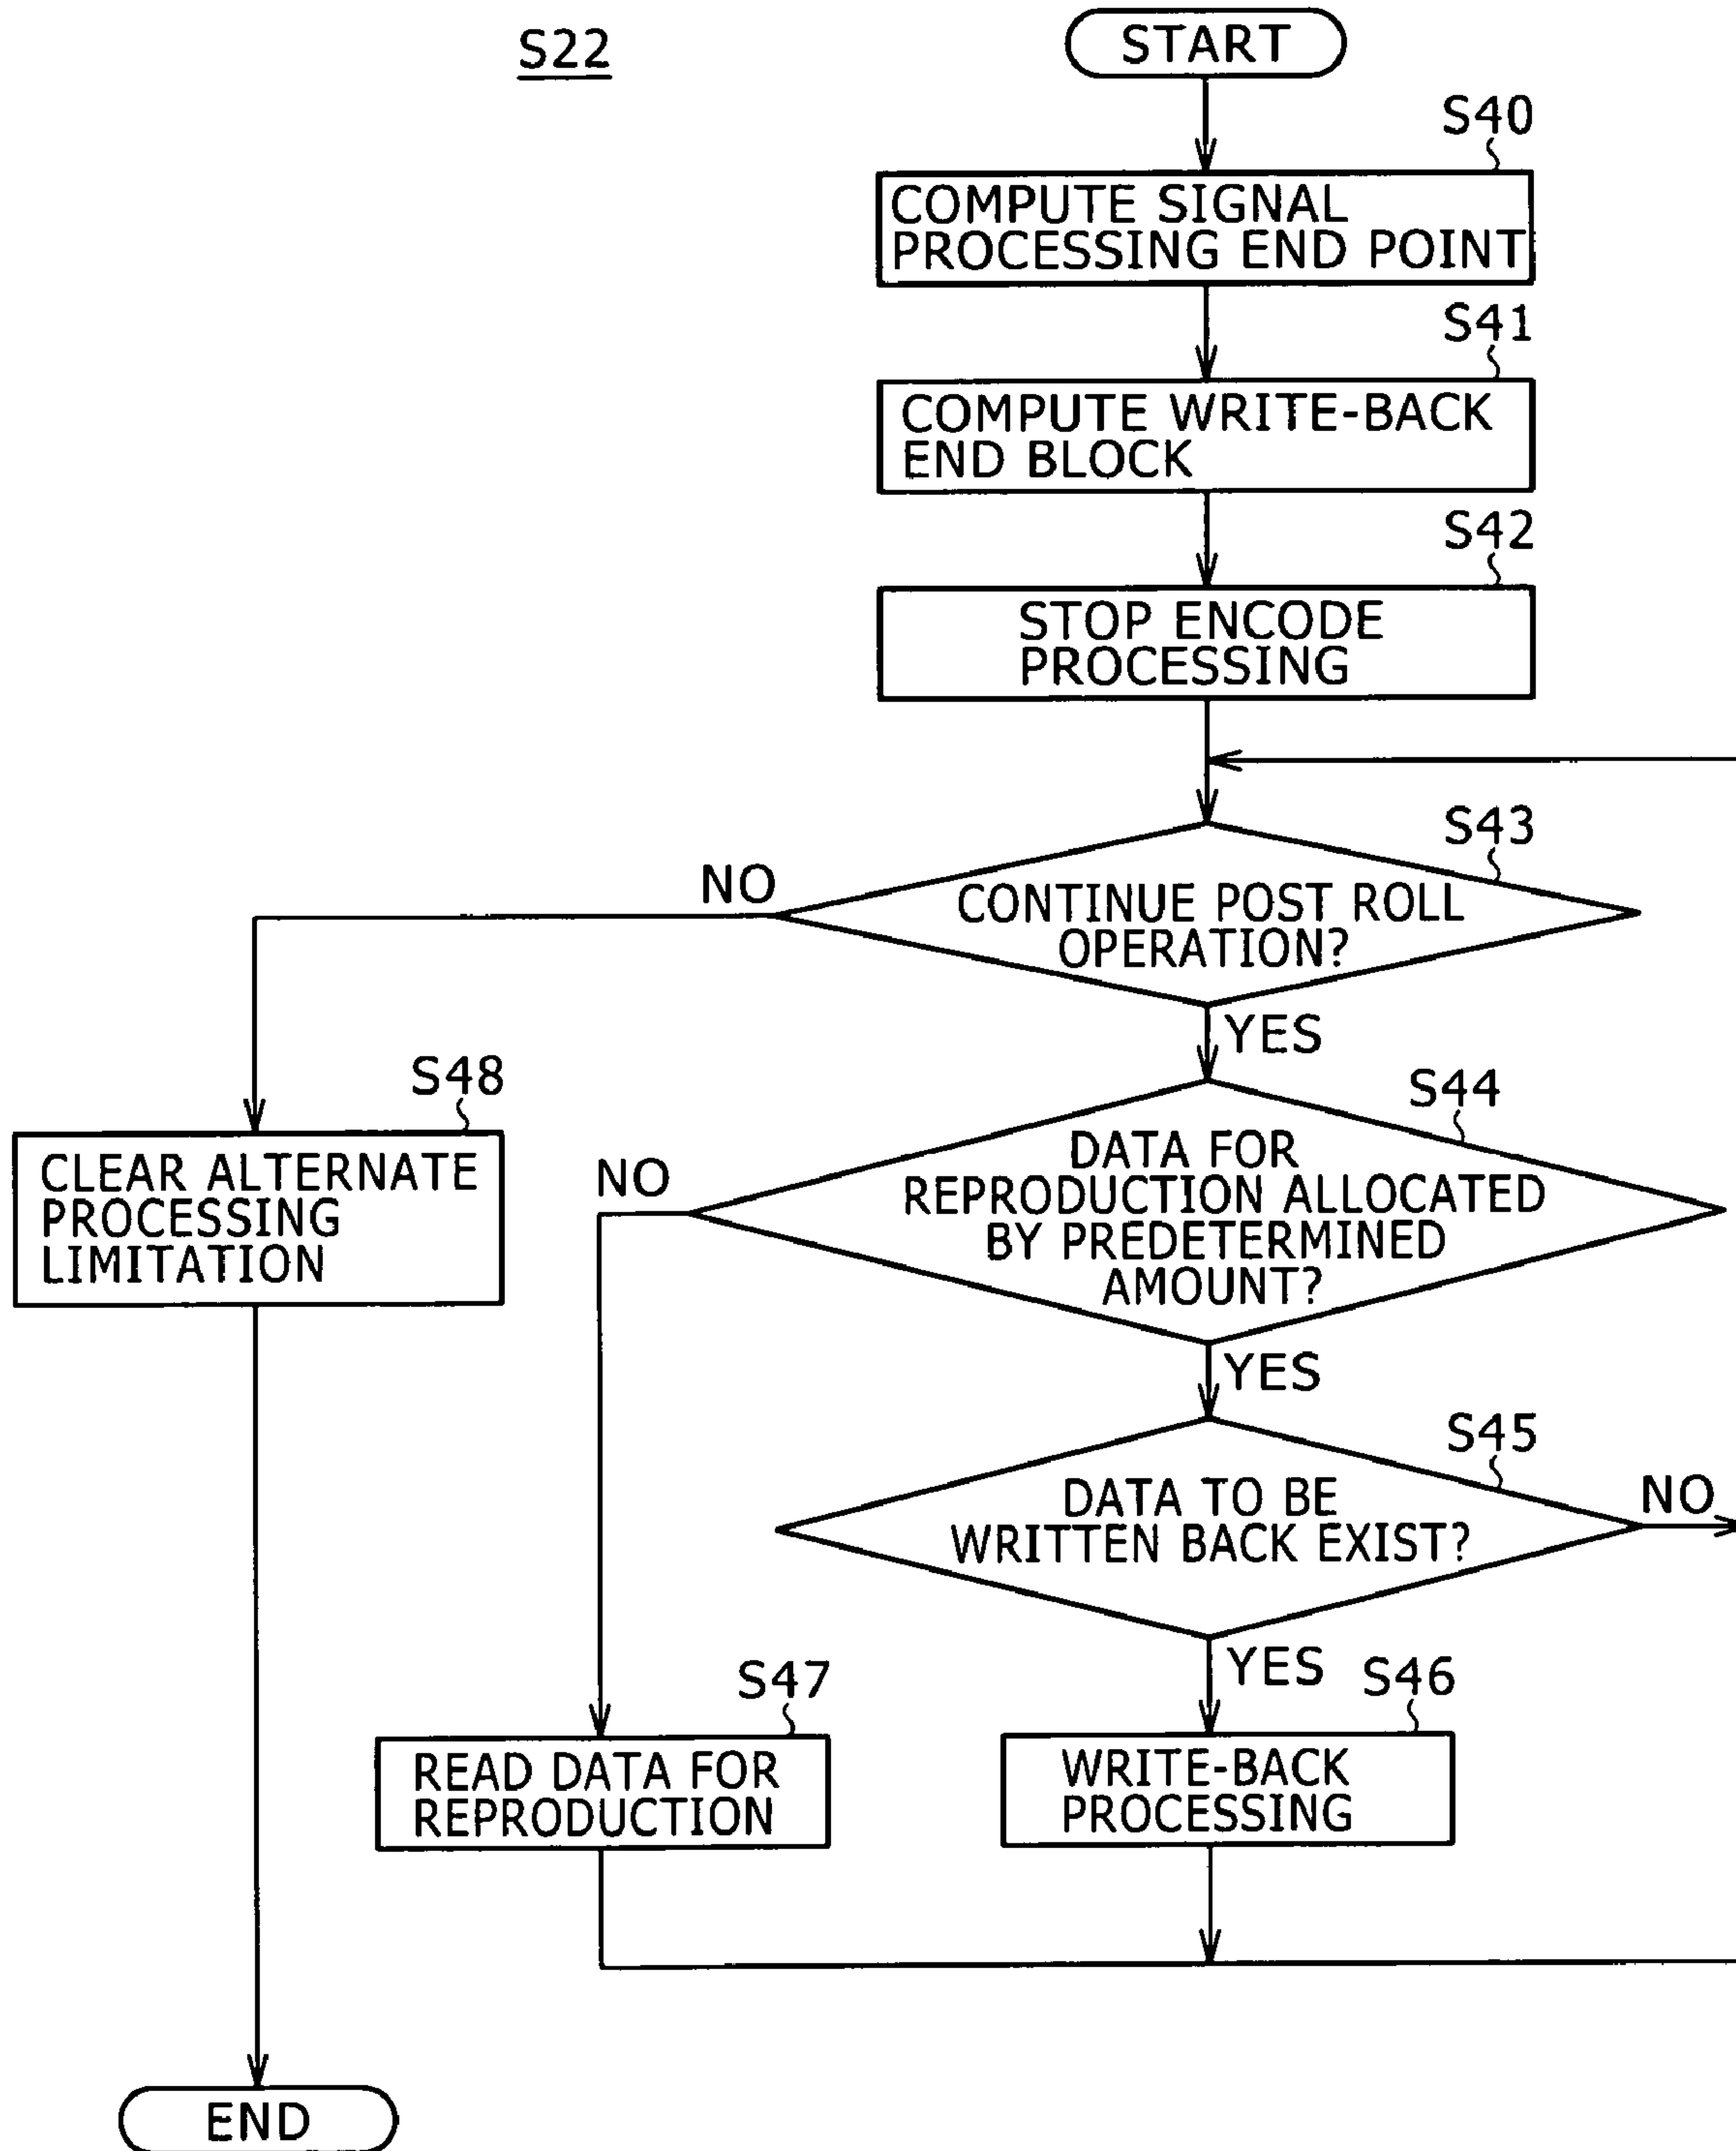 S22
START
S40
COMPUTE SIGNAL
PROCESSING END POINT
S41
COMPUTE WRITE-BACK
END BLOCK
S42
STOP ENCODE
PROCESSING
S43
NO
CONTINUE POST ROLL
OPERATION?
YES
S48
CLEAR ALTERNATE
PROCESSING
LIMITATION
S44
NO
DATA FOR
REPRODUCTION ALLOCATED
BY PREDETERMINED
AMOUNT?
YES
S45
DATA TO BE
WRITTEN BACK EXIST?
NO
YES
S47
READ DATA FOR
REPRODUCTION
S46
WRITE-BACK
PROCESSING
END